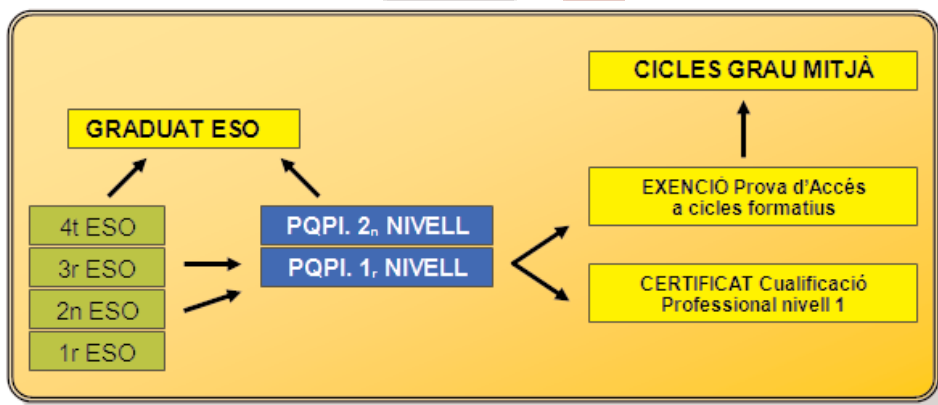 CICLES GRAU MITJÀ
GRADUAT ESO
EXENCIÓ Prova d'Accés
a cicles formatius
4t ESO
3r ESO
2n ESO
1r ESO
PQPI. 2n NIVELL
PQPI. 1r NIVELL
CERTIFICAT Cualificació
Professional nivell 1